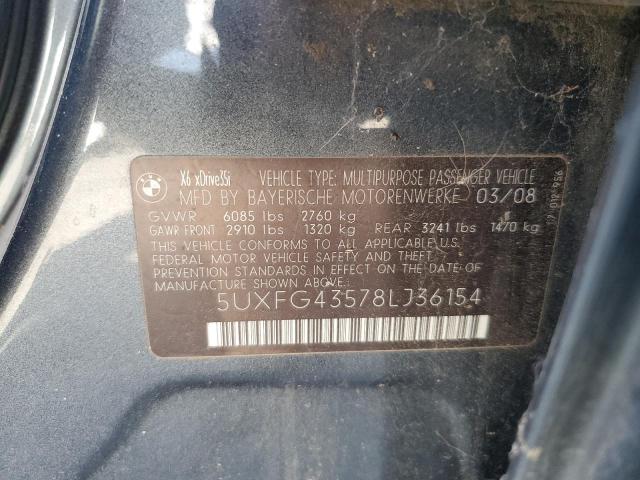 BMW
X6 xDrive35i VEHICLE TYPE: MULTIPURPOSE PASSENGER VEHICLE
MFD BY BAYERISCHE MOTORENWERKE 03/08
GVWR 6085 lbs 2760 kg
GAWR FRONT 2910 lbs 1320 kg REAR 3241 lbs 1470 kg
THIS VEHICLE CONFORMS TO ALL APPLICABLE U.S.
FEDERAL MOTOR VEHICLE SAFETY AND THEFT
PREVENTION STANDARDS IN EFFECT ON THE DATE OF
MANUFACTURE SHOWN ABOVE.
5UXFG43578LJ36154